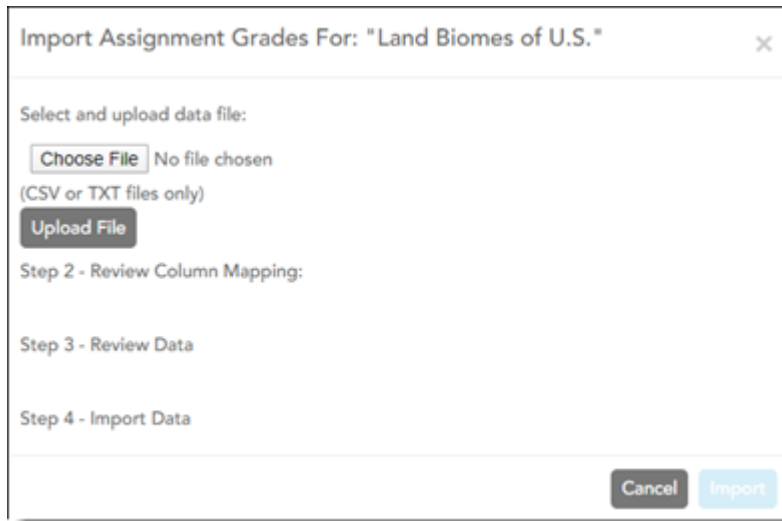 Import Assignment Grades For: "Land Biomes of U.S."
×
Select and upload data file:
Choose File No file chosen
(CSV or TXT files only)
Upload File
Step 2 - Review Column Mapping:
Step 3 - Review Data
Step 4 - Import Data
Cancel Import